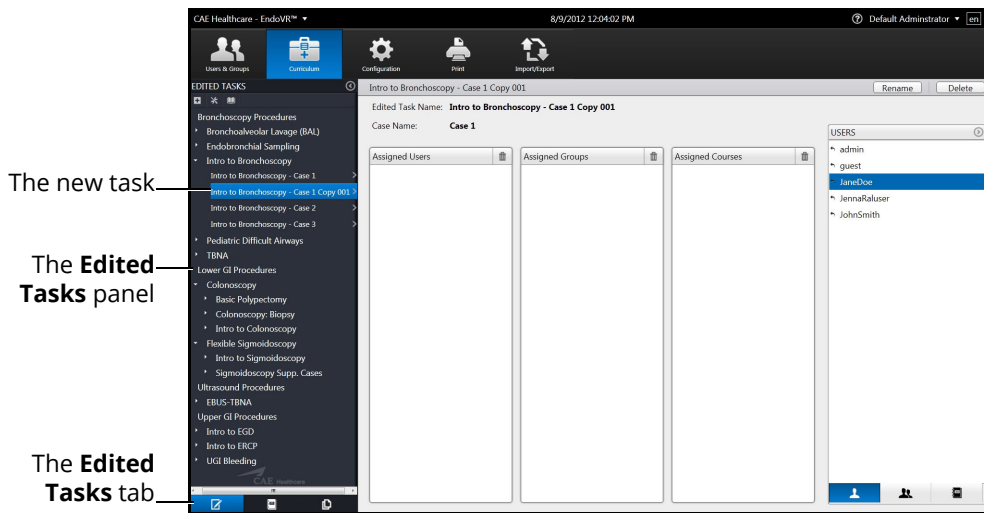 CAE Healthcare - EndoVR™ ▾
8/9/2012 12:04:02 PM
Default Adminstrator ▾
en
Users & Groups
Curriculum
Configuration
Print
Import/Export
EDITED TASKS
Bronchoscopy Procedures
Bronchoalveolar Lavage (BAL)
Endobronchial Sampling
Intro to Bronchoscopy
Intro to Bronchoscopy - Case 1
Intro to Bronchoscopy - Case 1 Copy 001
Intro to Bronchoscopy - Case 2
Intro to Bronchoscopy - Case 3
Pediatric Difficult Airways
TBNA
Lower GI Procedures
Colonoscopy
Basic Polypectomy
Colonoscopy: Biopsy
Intro to Colonoscopy
Flexible Sigmoidoscopy
Intro to Sigmoidoscopy
Sigmoidoscopy Supp. Cases
Ultrasound Procedures
EBUS-TBNA
Upper GI Procedures
Intro to EGD
Intro to ERCP
UGI Bleeding
CAE Healthcare
Intro to Bronchoscopy - Case 1 Copy 001
Rename
Delete
Edited Task Name: Intro to Bronchoscopy - Case 1 Copy 001
Case Name: Case 1
Assigned Users
Assigned Groups
Assigned Courses
USERS
admin
guest
JaneDoe
JennaRaluser
JohnSmith
The new task
The Edited
Tasks panel
The Edited
Tasks tab